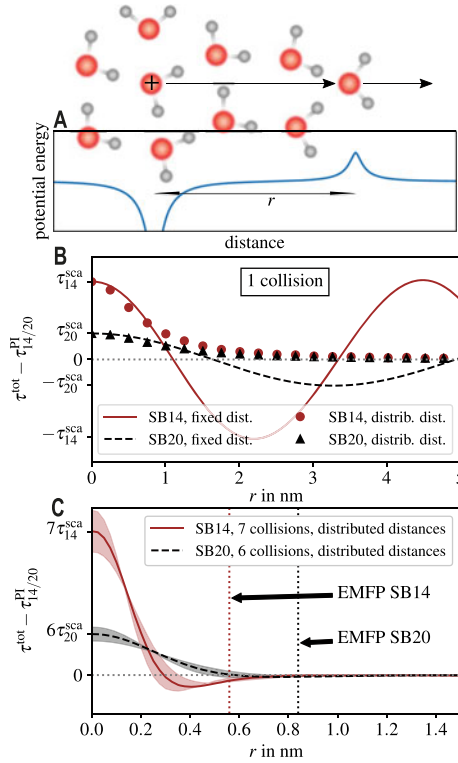 +
A
potential energy
r
distance
B
1 collision
τ^tot − τ^PI_14/20
τ^sca_14
τ^sca_20
0
−τ^sca_20
−τ^sca_14
SB14, fixed dist.
SB20, fixed dist.
SB14, distrib. dist.
SB20, distrib. dist.
0 1 2 3 4 5
r in nm
C
τ^tot − τ^PI_14/20
7τ^sca_14
6τ^sca_20
0
SB14, 7 collisions, distributed distances
SB20, 6 collisions, distributed distances
EMFP SB14
EMFP SB20
0.0 0.2 0.4 0.6 0.8 1.0 1.2 1.4
r in nm